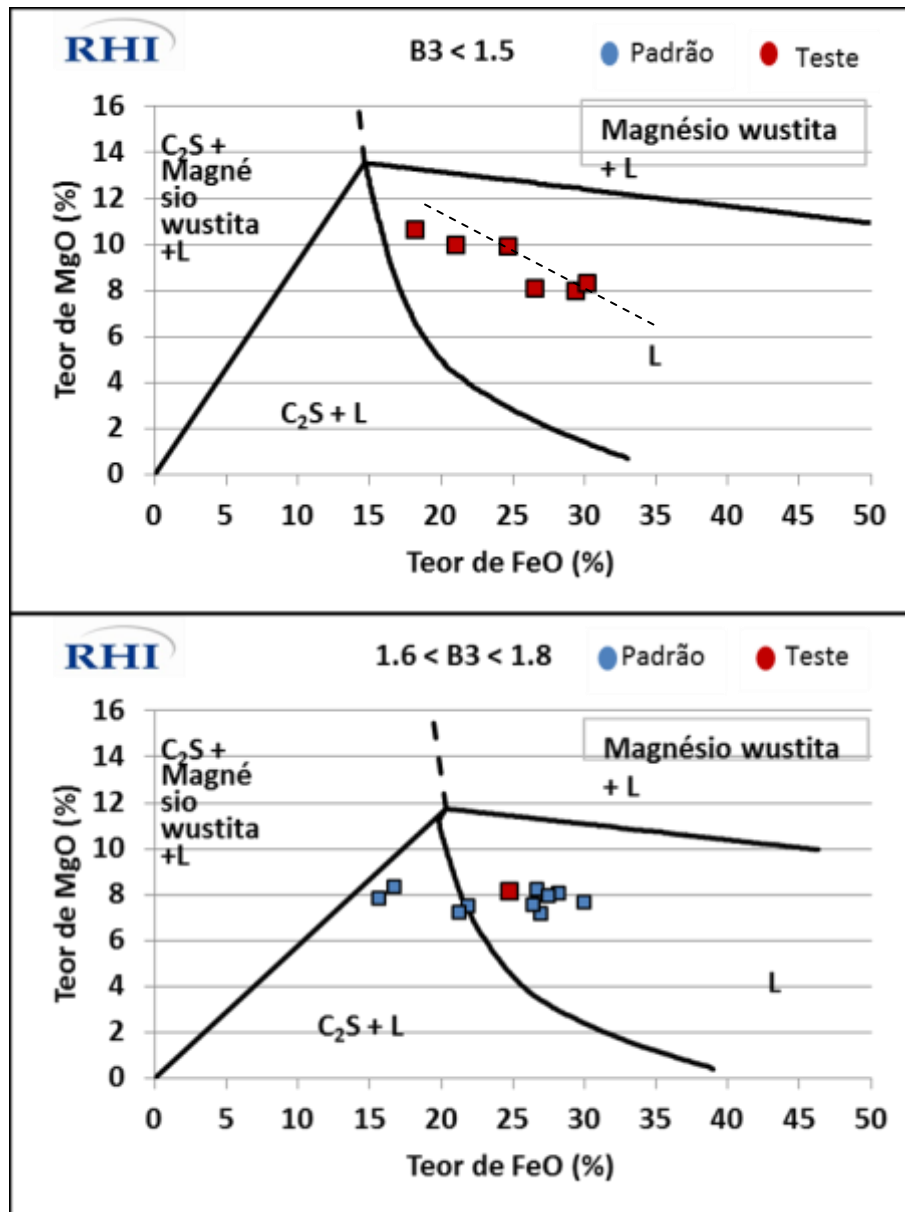 RHI
B3 < 1.5
Padrão
Teste
Teor de MgO (%)
16
14
12
10
8
6
4
2
0
C₂S +
Magné
sio
wustita
+L
Magnésio wustita
+ L
L
C₂S + L
0 5 10 15 20 25 30 35 40 45 50
Teor de FeO (%)
RHI
1.6 < B3 < 1.8
Padrão
Teste
Teor de MgO (%)
16
14
12
10
8
6
4
2
0
C₂S +
Magné
sio
wustita
+L
Magnésio wustita
+ L
L
C₂S + L
0 5 10 15 20 25 30 35 40 45 50
Teor de FeO (%)